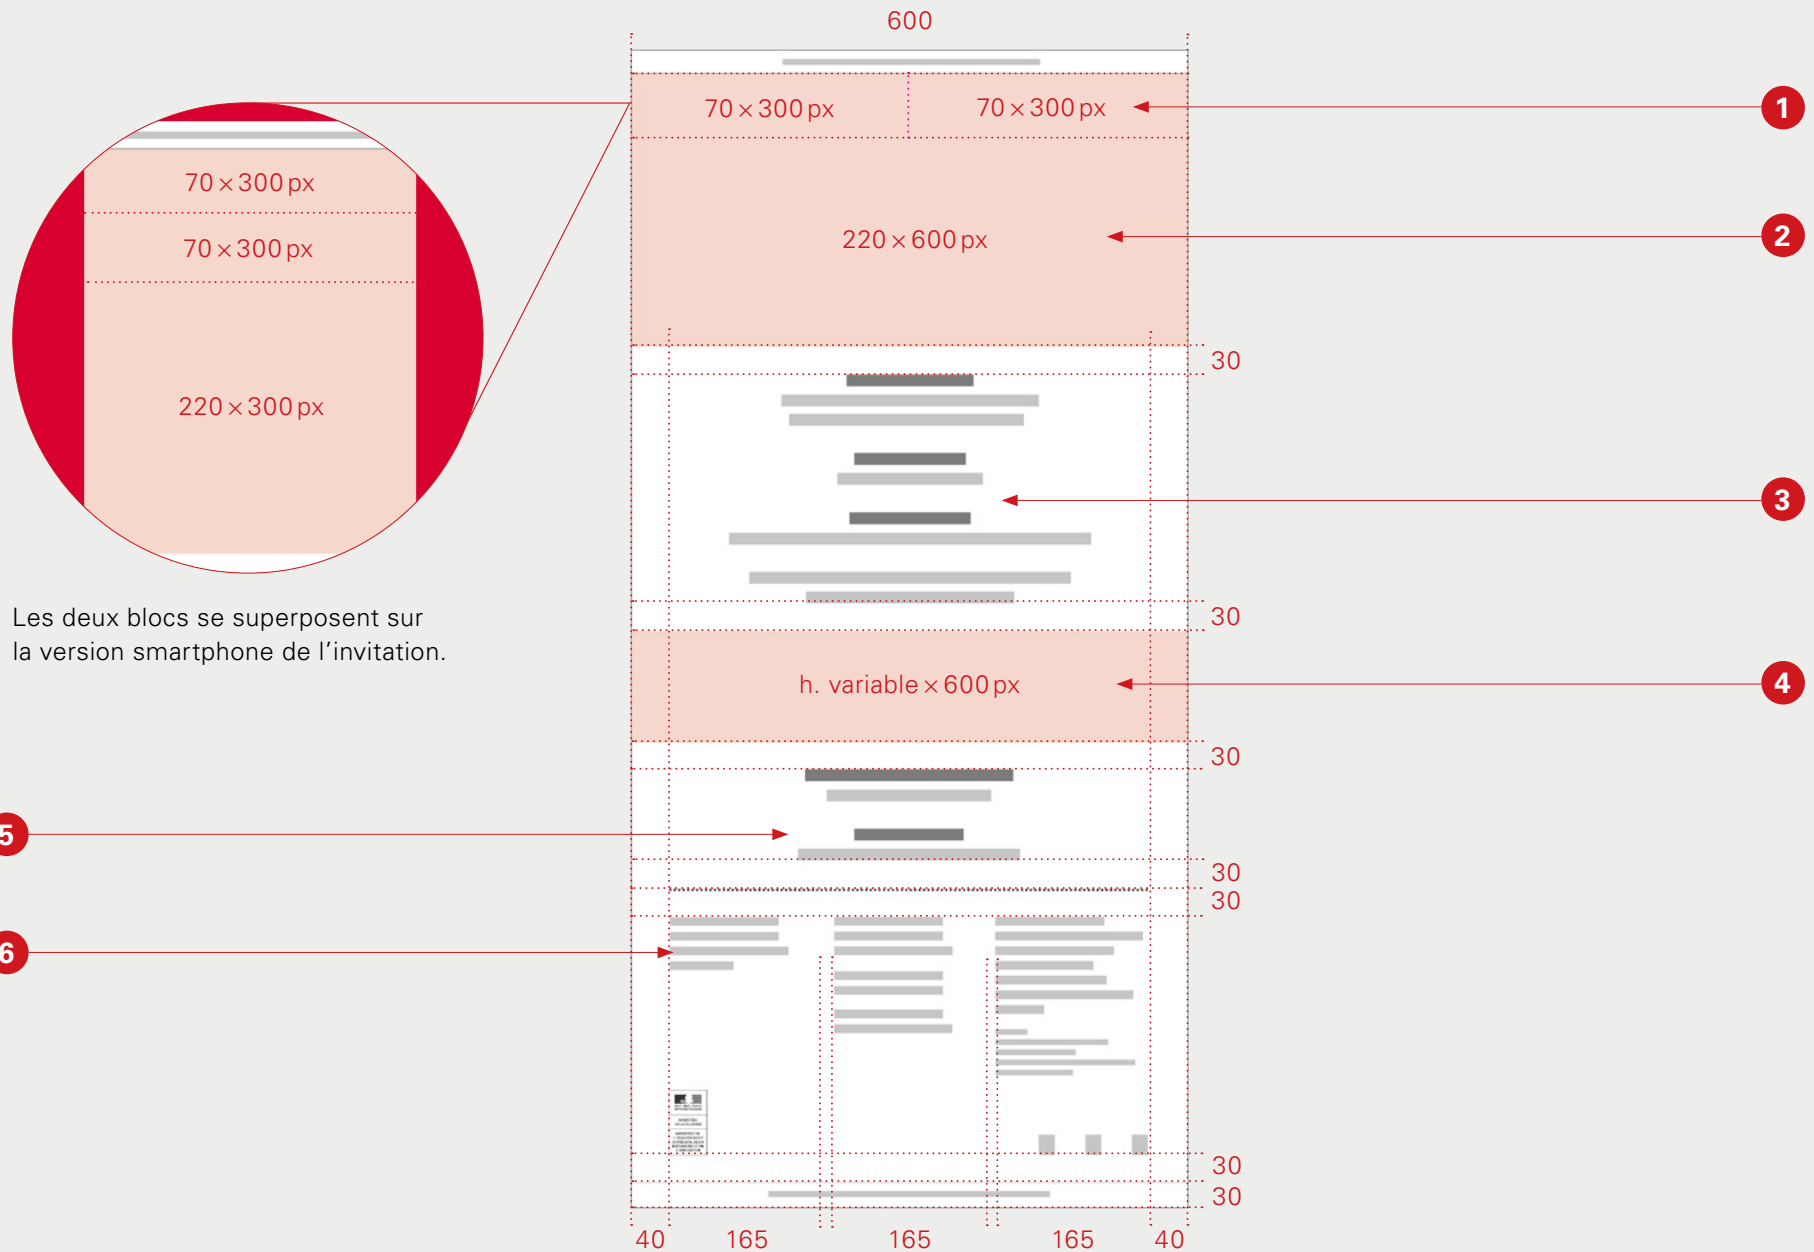 600
70 × 300 px
70 × 300 px
1
70 × 300 px
70 × 300 px
220 × 600 px
2
30
220 × 300 px
3
Les deux blocs se superposent sur
la version smartphone de l’invitation.
30
h. variable × 600 px
4
30
5
30
30
6
30
30
40
165
165
165
40